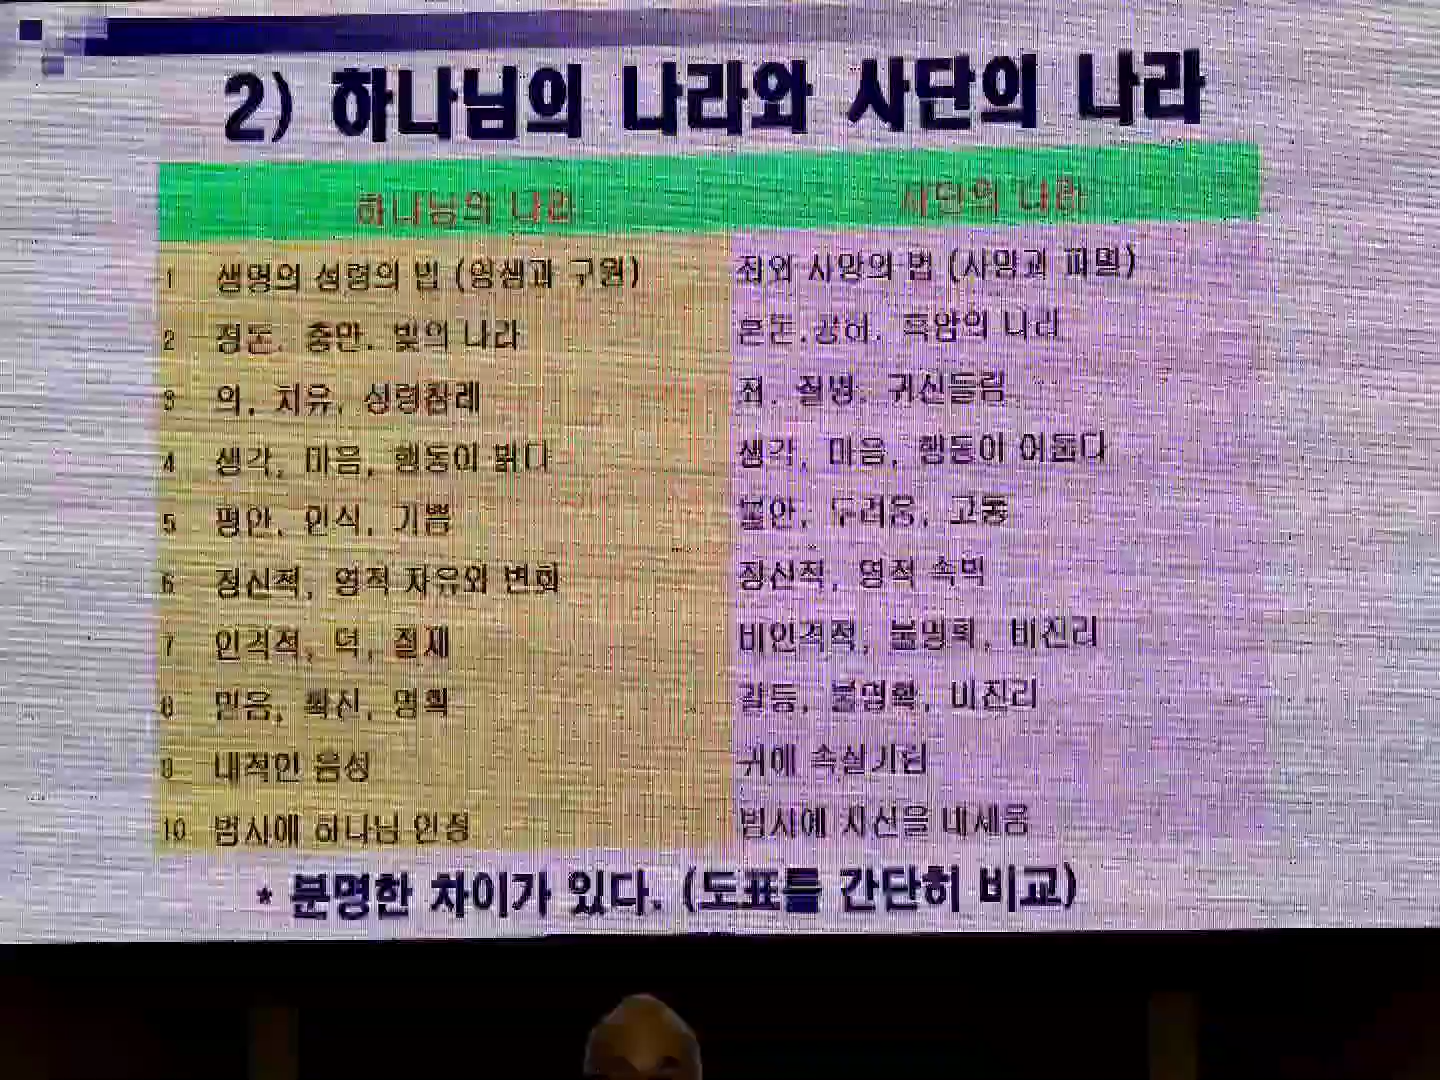 2) 하나님의 나라와 사단의 나라
하나님의 나라 사단의 나라
1 생명의 성령의 법 (영생과 구원) 죄와 사망의 법 (사망과 파멸)
2 정돈. 충만. 빛의 나라 혼돈.공허. 흑암의 나라
3 의. 치유, 성령침례 죄. 질병. 귀신들림
4 생각, 마음, 행동이 밝다 생각, 마음, 행동이 어둡다
5 평안, 안식, 기쁨 불안, 두려움, 고통
6 정신적, 영적 자유와 변화 정신적, 영적 속박
7 인격적, 덕, 절제 비인격적, 불명확, 비진리
8 믿음, 확신, 명확 갈등, 불명확, 비진리
9 내적인 음성 귀에 속살거림
10 범사에 하나님 인정 범사에 자신을 내세움
* 분명한 차이가 있다. (도표를 간단히 비교)